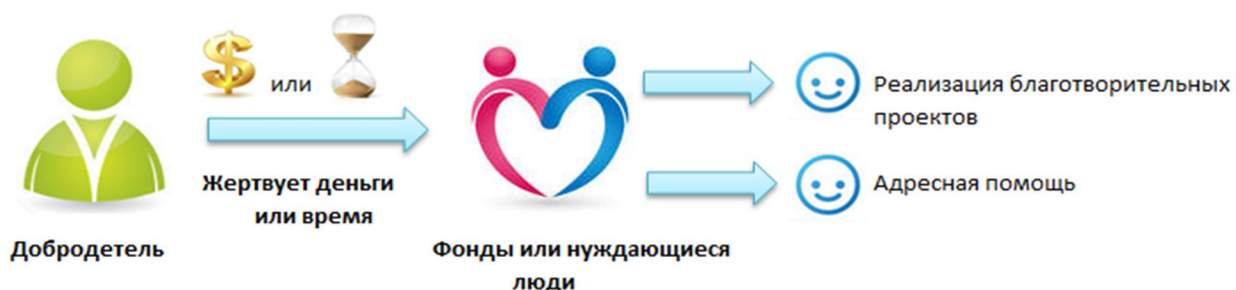 или
Жертвует деньги
или время
Добродетель
Фонды или нуждающиеся
люди
Реализация благотворительных
проектов
Адресная помощь